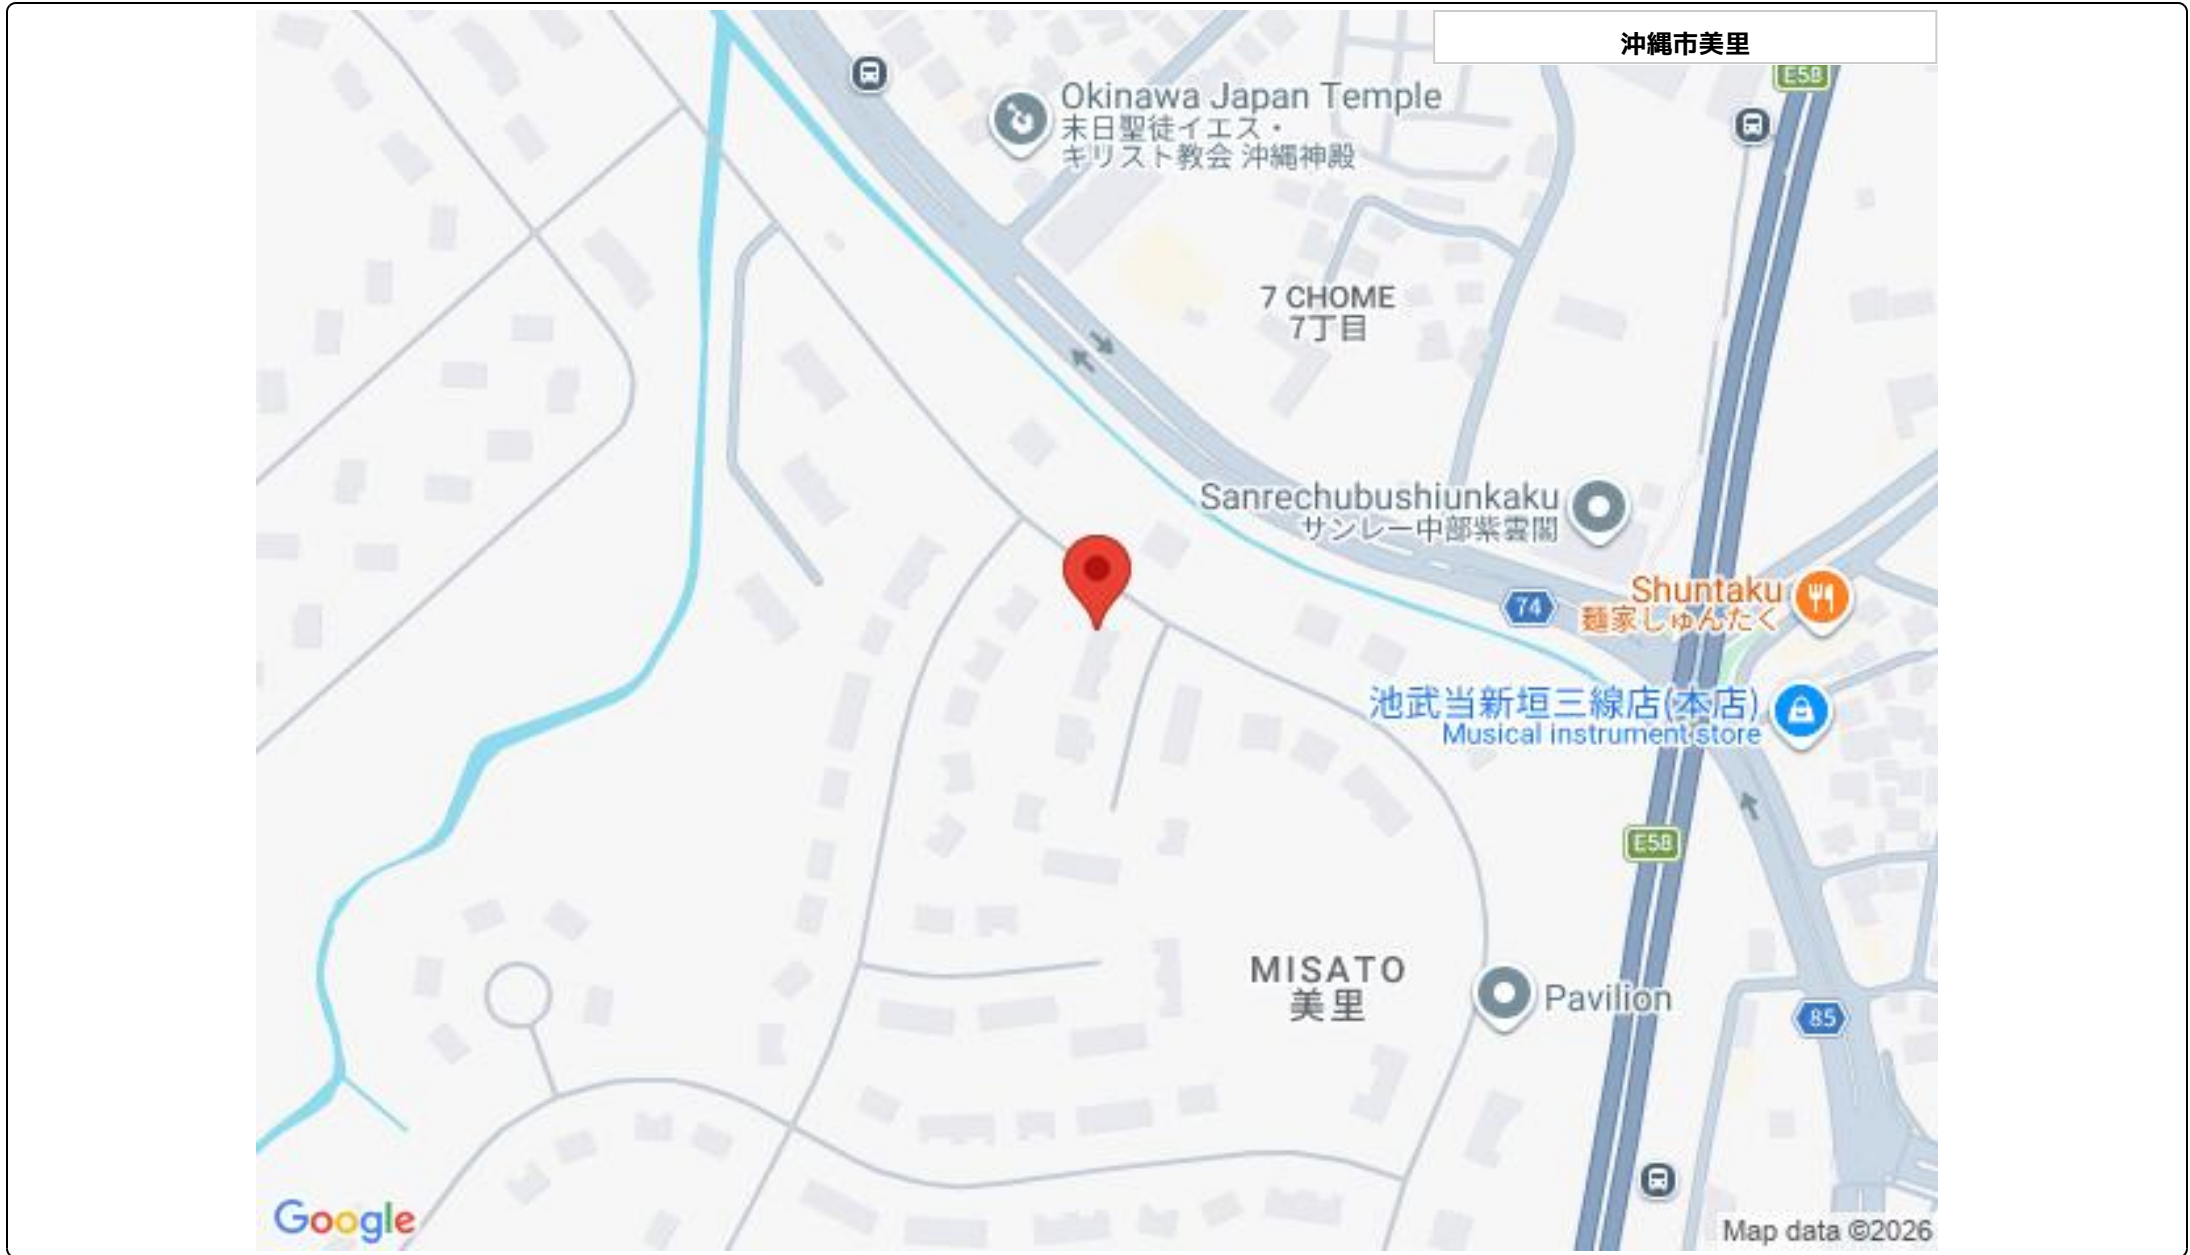 沖縄市美里
E58
Okinawa Japan Temple
末日聖徒イエス・
キリスト教会 沖縄神殿
7 CHOME
7丁目
Sanrechubushiunkaku
サンレー中部紫雲閣
74
Shuntaku
麺家しゅんたく
池武当新垣三線店(本店)
Musical instrument store
E58
MISATO
美里
Pavilion
85
Google
Map data ©2026